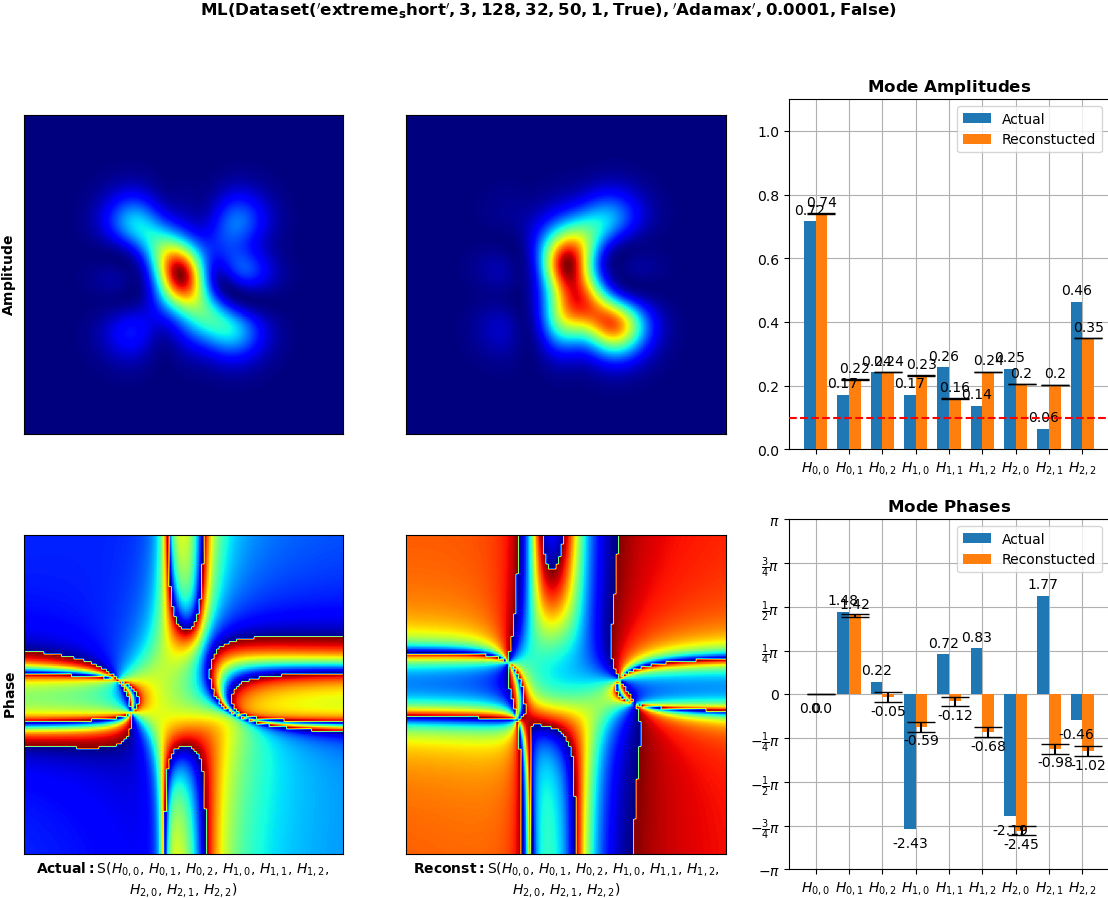 ML(Dataset('extreme_short', 3, 128, 32, 50, 1, True), 'Adamax', 0.0001, False)
Amplitude
Mode Amplitudes
Actual
Reconstucted
1.0
0.8
0.6
0.4
0.2
0.0
0.72 0.74
0.17 0.22
0.24 0.24
0.17 0.23
0.26 0.16
0.14 0.24
0.25 0.2
0.06 0.2
0.46 0.35
H0,0 H0,1 H0,2 H1,0 H1,1 H1,2 H2,0 H2,1 H2,2
Phase
Actual: S(H0,0, H0,1, H0,2, H1,0, H1,1, H1,2,
H2,0, H2,1, H2,2)
Reconst: S(H0,0, H0,1, H0,2, H1,0, H1,1, H1,2,
H2,0, H2,1, H2,2)
Mode Phases
Actual
Reconstucted
π
3/4π
1/2π
1/4π
0
−1/4π
−1/2π
−3/4π
−π
0.0 0.0
1.48 1.42
0.22 -0.05
-2.43 -0.59
0.72 -0.12
0.83 -0.68
-2.45
1.77 -0.98
-0.46 -1.02
H0,0 H0,1 H0,2 H1,0 H1,1 H1,2 H2,0 H2,1 H2,2